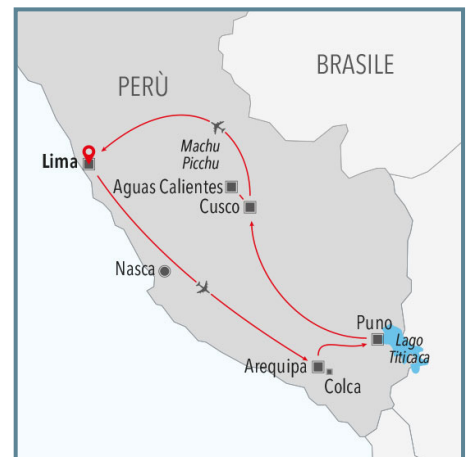 BRASILE
PERÙ
Machu
Picchu
Lima
Aguas Calientes
Cusco
Nasca
Puno
Lago
Titicaca
Arequipa
Colca